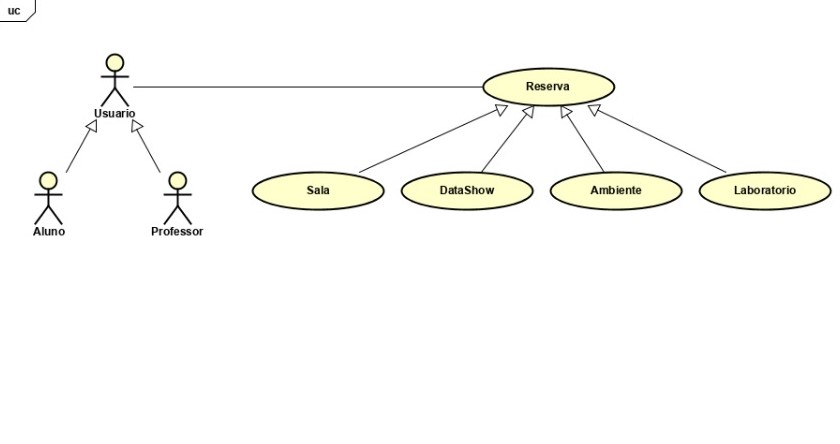 uc
Usuario
Reserva
Sala
DataShow
Ambiente
Laboratorio
Aluno
Professor